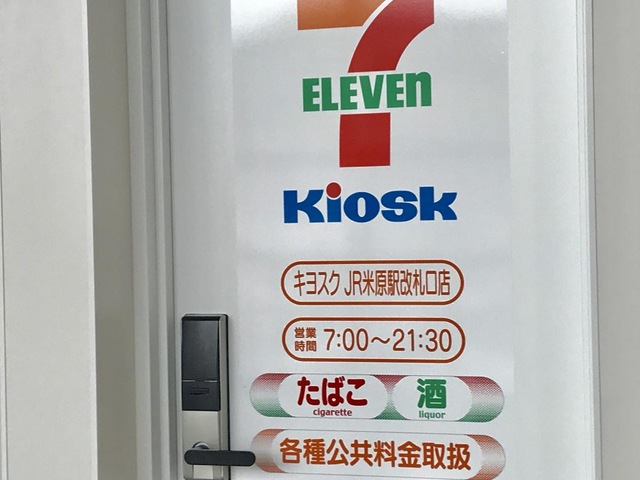 7
ELEVEn
Kiosk
キヨスク JR米原駅改札口店
営業時間 7:00～21:30
たばこ 酒
cigarette liquor
各種公共料金取扱